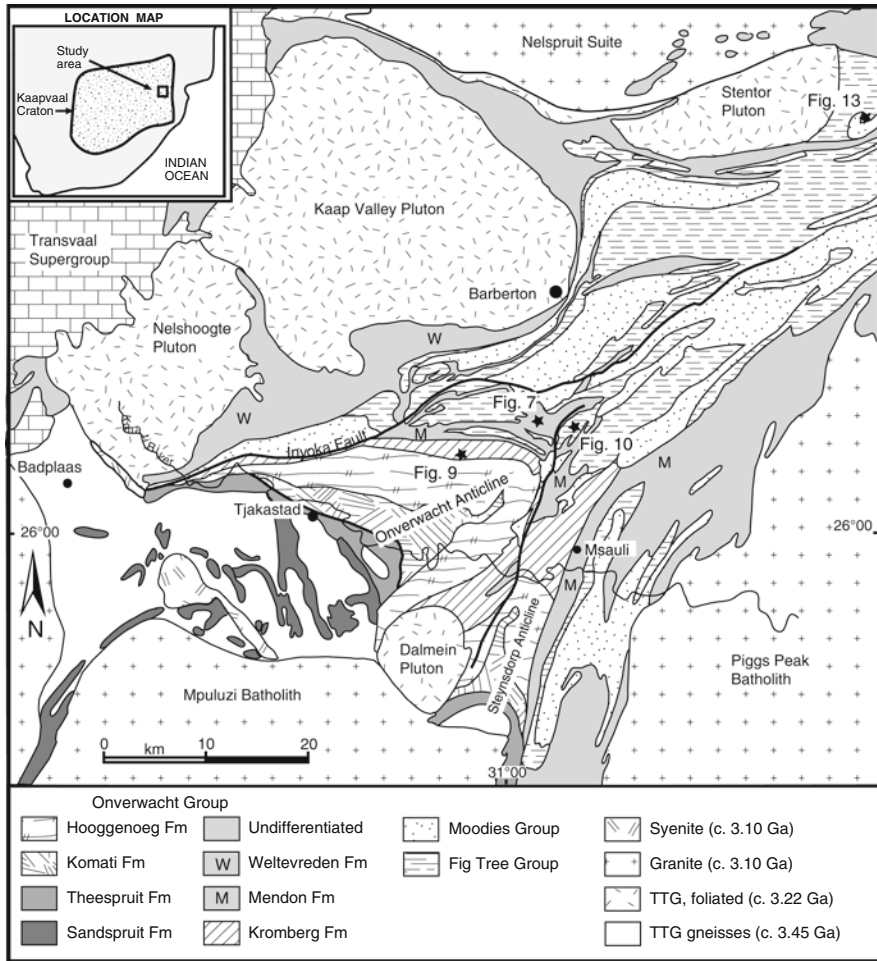 LOCATION MAP
Study
area
Kaapvaal
Craton
INDIAN
OCEAN
Nelspruit Suite
Stentor
Pluton
Fig. 13
Kaap Valley Pluton
Transvaal
Supergroup
Barberton
Nelshoogte
Pluton
W
W
Fig. 7
M
Inyoka Fault
Fig. 10
Badplaas
Fig. 9
M
M
Tjakastad
Onverwacht Anticline
26°00
26°00
Msauli
M
N
Dalmein
Pluton
Steynsdorp Anticline
Mpuluzi Batholith
Piggs Peak
Batholith
0 km 10 20
31°00
Onverwacht Group
Hooggenoeg Fm
Komati Fm
Theespruit Fm
Sandspruit Fm
Undifferentiated
W Weltevreden Fm
M Mendon Fm
Kromberg Fm
Moodies Group
Fig Tree Group
Syenite (c. 3.10 Ga)
Granite (c. 3.10 Ga)
TTG, foliated (c. 3.22 Ga)
TTG gneisses (c. 3.45 Ga)